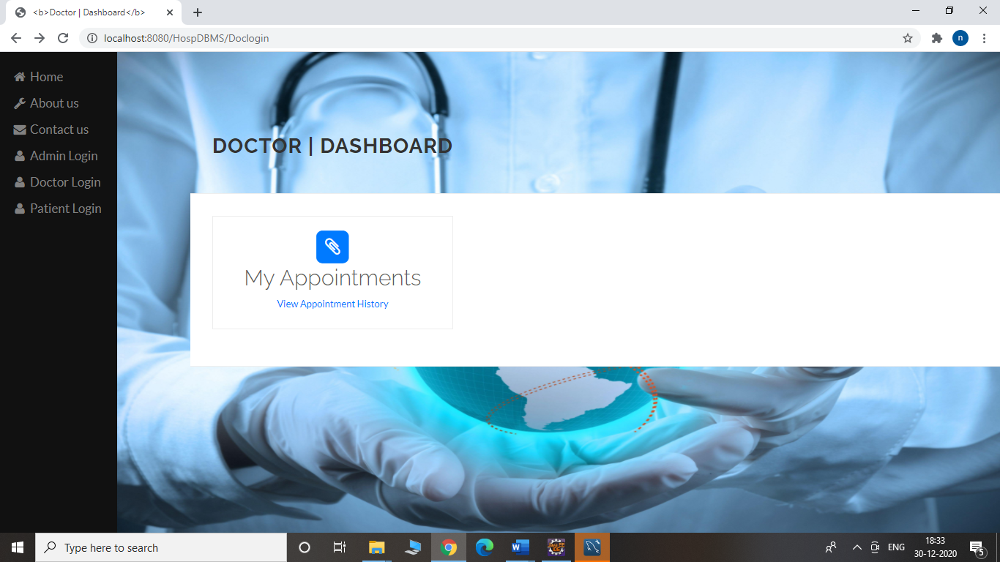 <b>Doctor | Dashboard</b>
localhost:8080/HospDBMS/Doclogin
n
Home
About us
Contact us
Admin Login
Doctor Login
Patient Login
DOCTOR | DASHBOARD
My Appointments
View Appointment History
Type here to search
ENG
18:33
30-12-2020
5